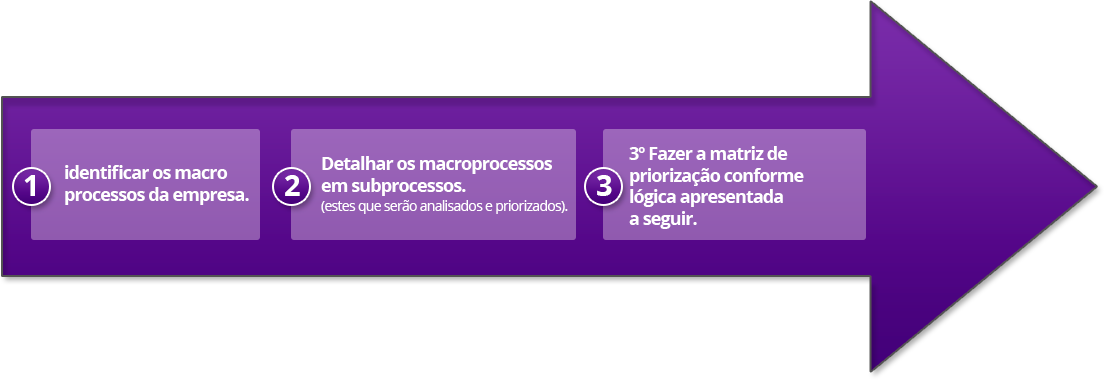 1
identificar os macro
processos da empresa.
2
Detalhar os macroprocessos
em subprocessos.
(estes que serão analisados e priorizados).
3
3º Fazer a matriz de
priorização conforme
lógica apresentada
a seguir.